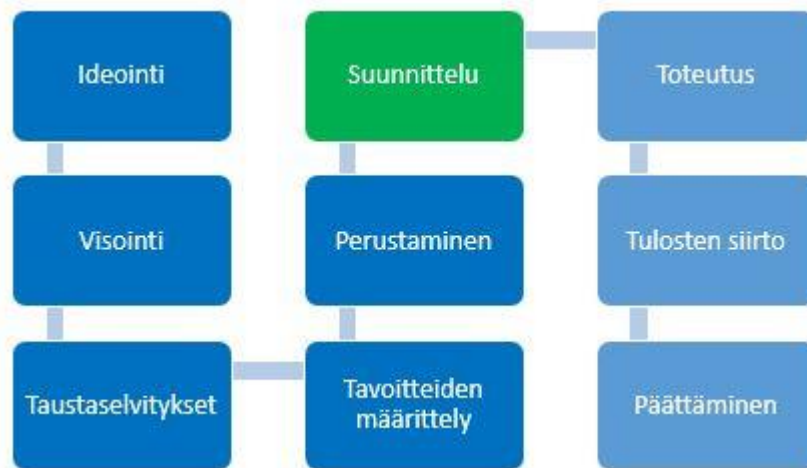 Ideointi
Visointi
Taustaselvitykset
Tavoitteiden
määrittely
Perustaminen
Suunnittelu
Toteutus
Tulosten siirto
Päättäminen